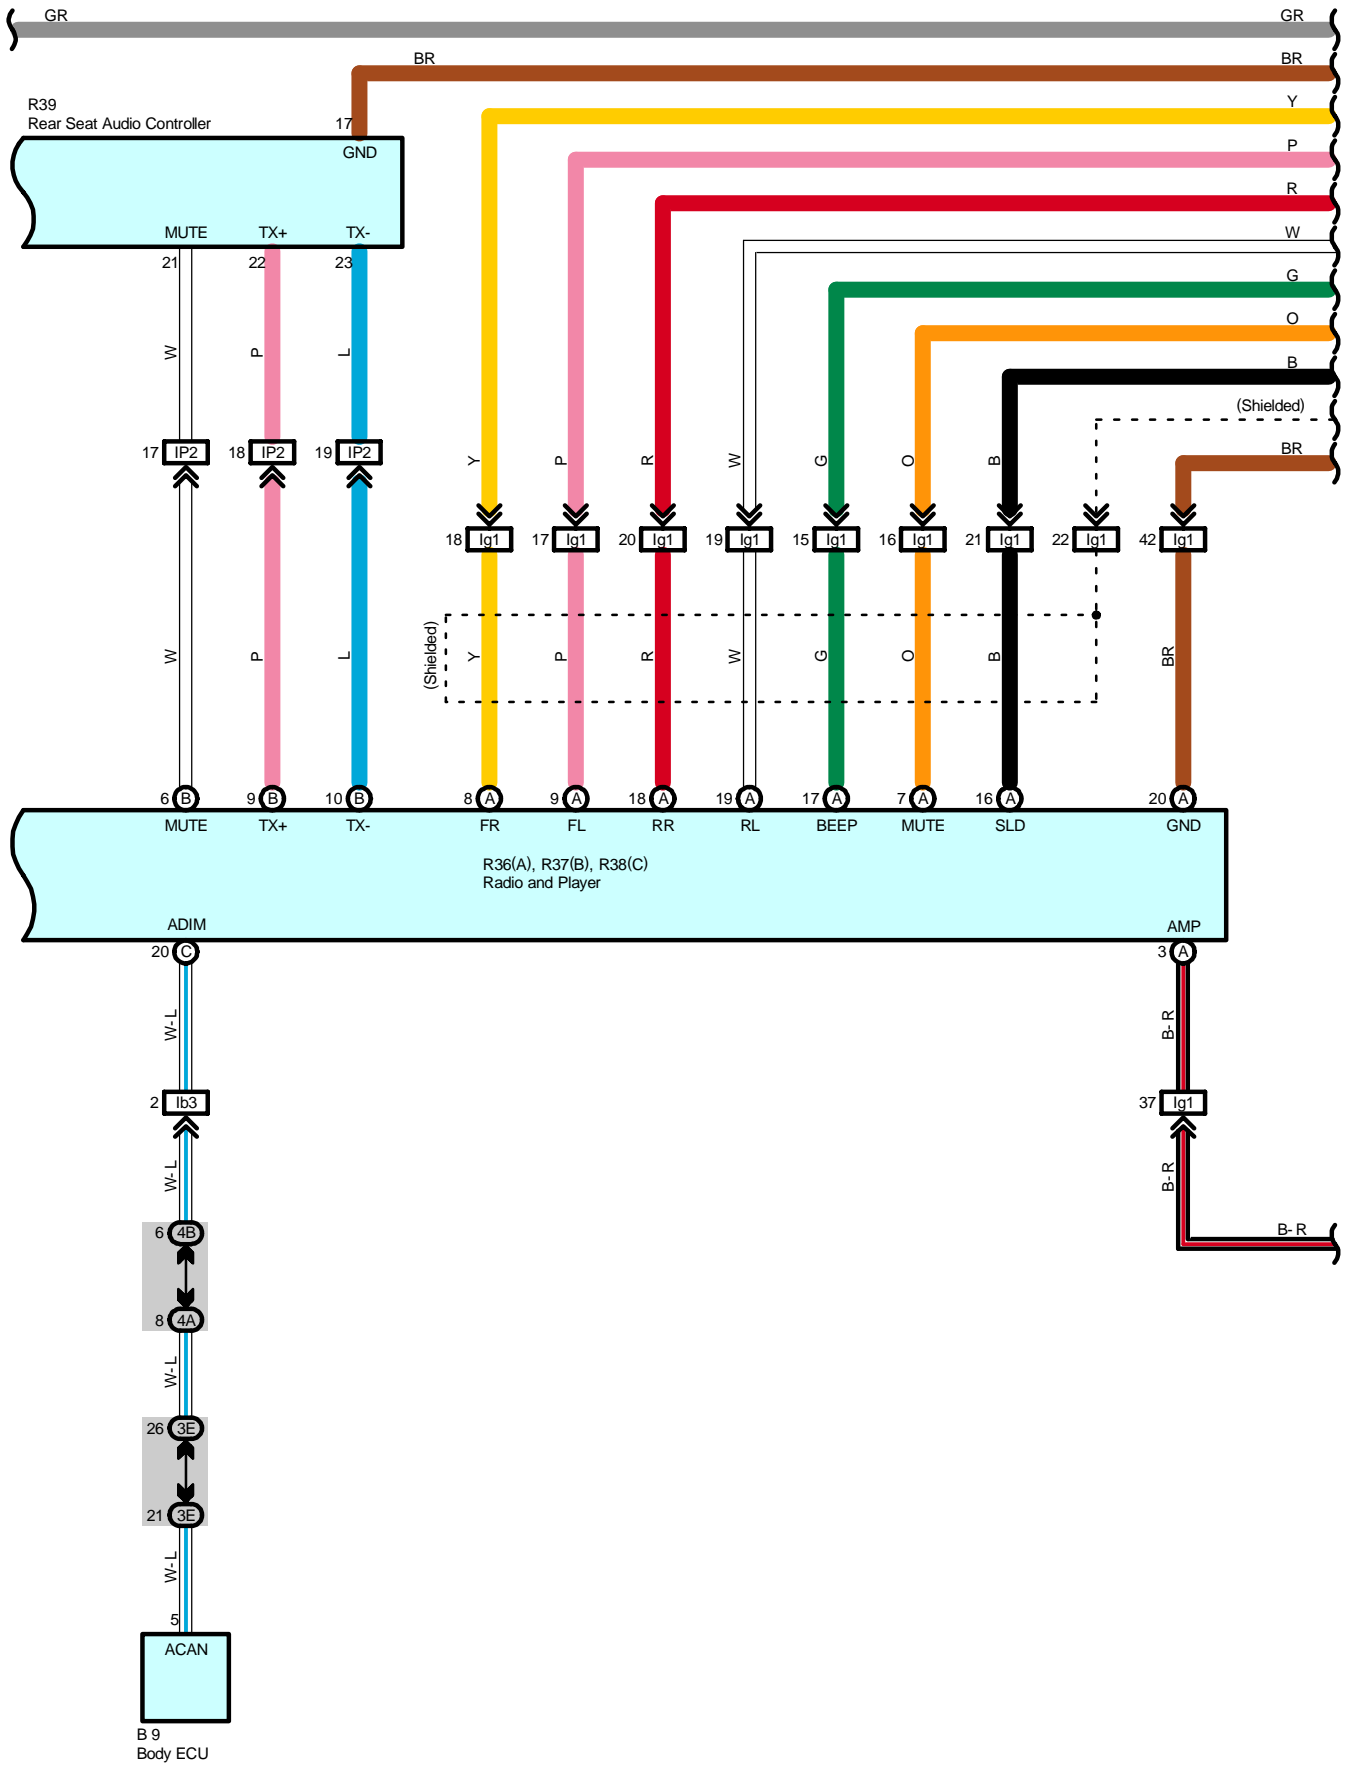 GR GR
BR BR
R39
Rear Seat Audio Controller
17
Y
GND
P
R
MUTE TX+ TX- W
21 22 23
G
O
W P L
B
(Shielded)
17 IP2 18 IP2 19 IP2
BR
Y P R W G O B
18 Ig1 17 Ig1 20 Ig1 19 Ig1 15 Ig1 16 Ig1 21 Ig1 22 Ig1 42 Ig1
W P L (Shielded) Y P R W G O B BR
6 B 9 B 10 B 8 A 9 A 18 A 19 A 17 A 7 A 16 A 20 A
MUTE TX+ TX- FR FL RR RL BEEP MUTE SLD GND
R36(A), R37(B), R38(C)
Radio and Player
ADIM AMP
20 C 3 A
W-L B-R
2 Ib3 37 Ig1
W-L B-R
6 4B B-R
8 4A
W-L
26 3E
21 3E
W-L
5
ACAN
B 9
Body ECU